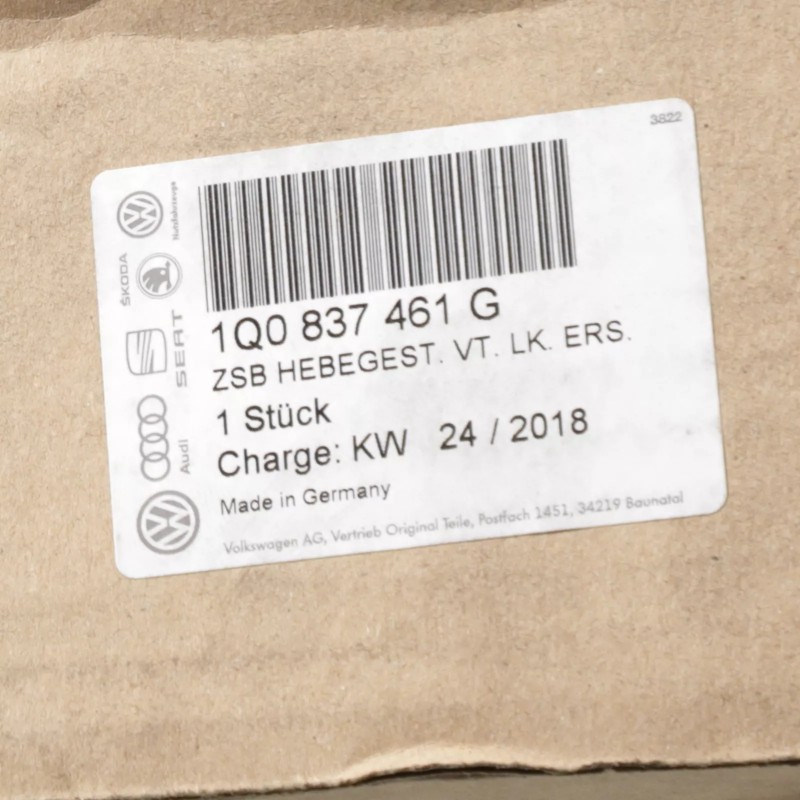 3822
Nutzfahrzeuge
ŠKODA
SEAT
Audi
1Q0 837 461 G
ZSB HEBEGEST. VT. LK. ERS.
1 Stück
Charge: KW 24 / 2018
Made in Germany
Volkswagen AG, Vertrieb Original Teile, Postfach 1451, 34219 Baunatal